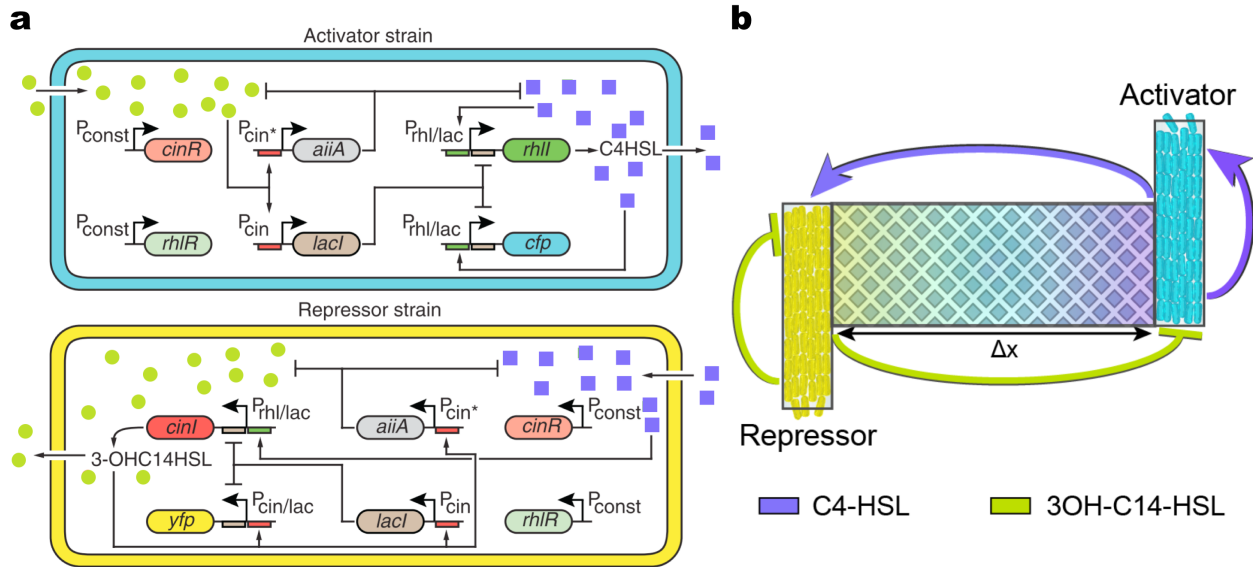 a
Activator strain
Pconst
cinR
Pcin*
aiiA
Prhl/lac
rhlI
C4HSL
Pconst
rhlR
Pcin
lacI
Prhl/lac
cfp
Repressor strain
cinI
Prhl/lac
aiiA
Pcin*
cinR
Pconst
3-OHC14HSL
yfp
Pcin/lac
lacI
Pcin
rhlR
Pconst
b
Activator
Δx
Repressor
C4-HSL
3OH-C14-HSL